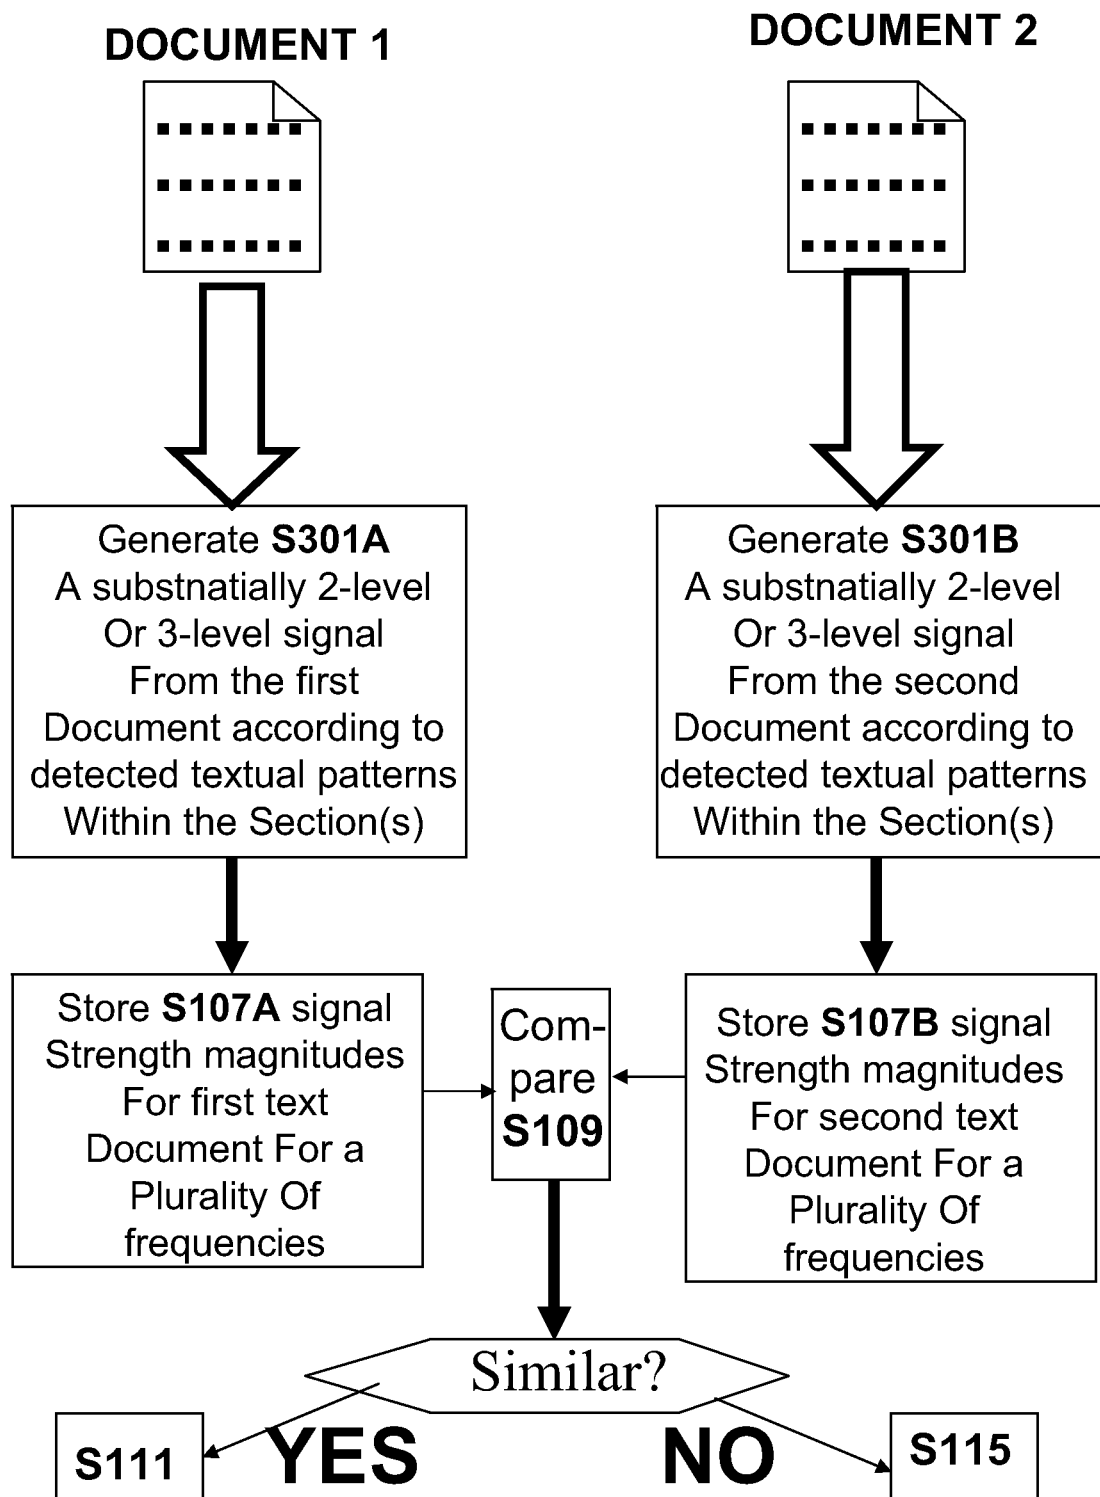 DOCUMENT 1
DOCUMENT 2
Generate S301A
A substnatially 2-level
Or 3-level signal
From the first
Document according to
detected textual patterns
Within the Section(s)
Generate S301B
A substnatially 2-level
Or 3-level signal
From the second
Document according to
detected textual patterns
Within the Section(s)
Store S107A signal
Strength magnitudes
For first text
Document For a
Plurality Of
frequencies
Com-
pare
S109
Store S107B signal
Strength magnitudes
For second text
Document For a
Plurality Of
frequencies
Similar?
YES
NO
S111
S115